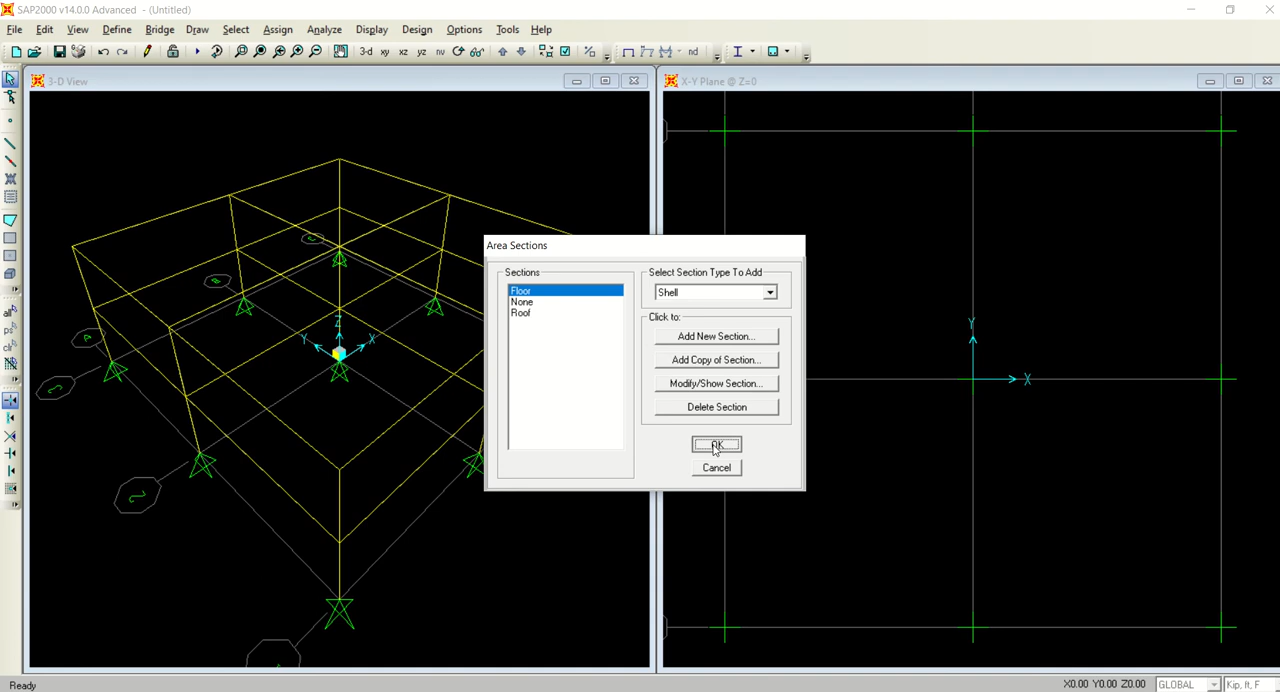 SAP2000 v14.0.0 Advanced - (Untitled)
File Edit View Define Bridge Draw Select Assign Analyze Display Design Options Tools Help
3-d xy xz yz nv nd
3-D View
X-Y Plane @ Z=0
all
ps
clr
Z
Y X
B
A
Y
X
Area Sections
Sections
Floor
None
Roof
Select Section Type To Add
Shell
Click to:
Add New Section...
Add Copy of Section...
Modify/Show Section...
Delete Section
OK
Cancel
Ready
X0.00 Y0.00 Z0.00 GLOBAL Kip, ft, F